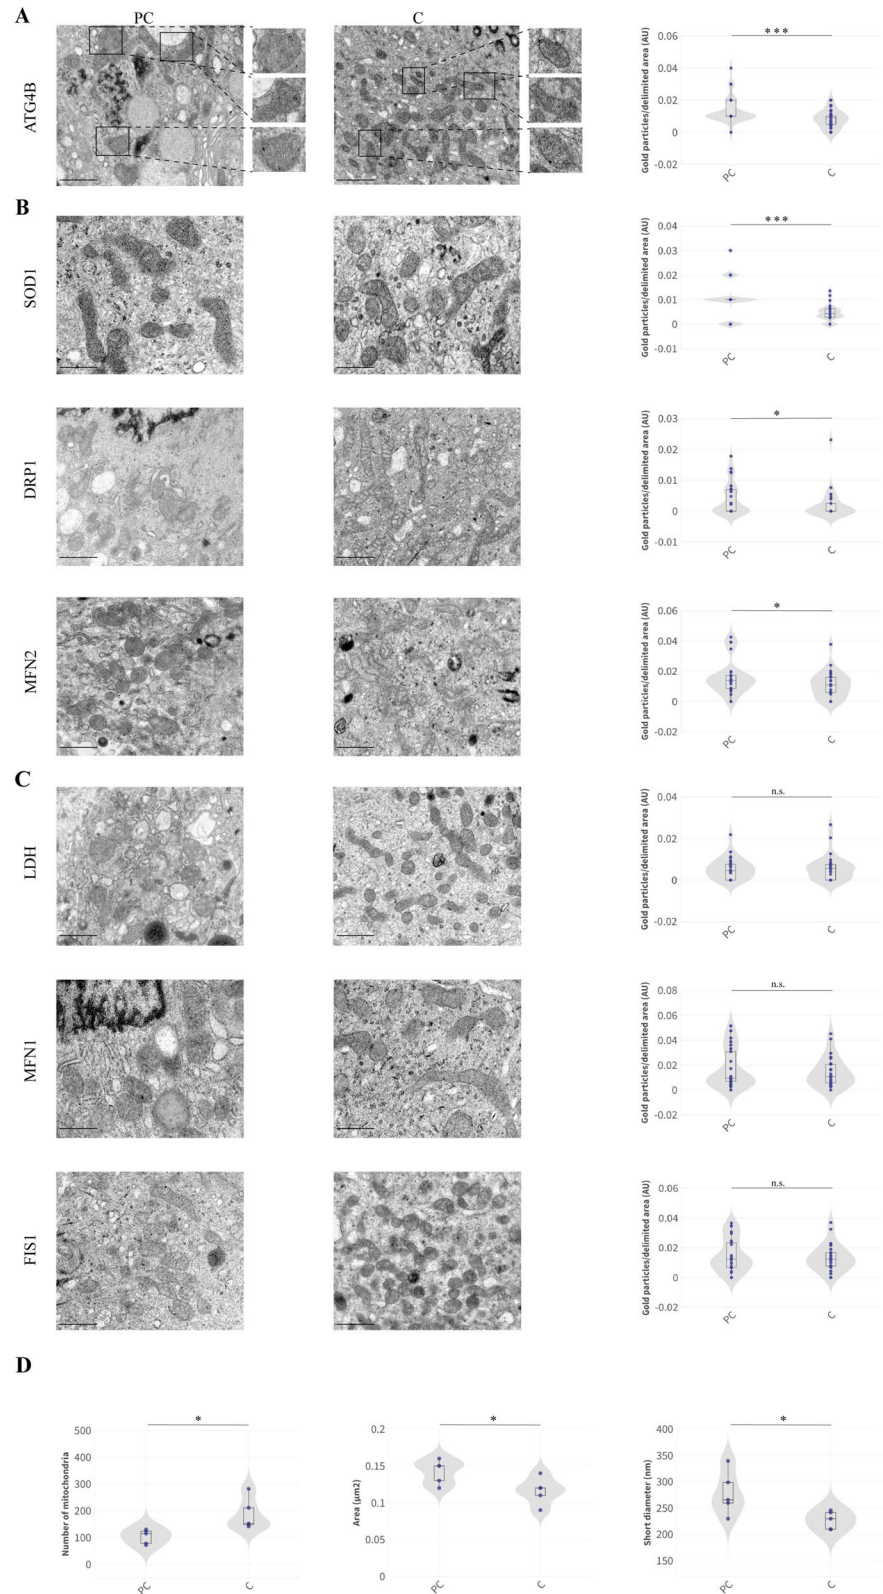 A
PC
C
ATG4B
Gold particles/delimited area (AU)
0.06
0.04
0.02
0
-0.02
***
PC
C
B
SOD1
Gold particles/delimited area (AU)
0.04
0.03
0.02
0.01
0
-0.01
***
PC
C
DRP1
Gold particles/delimited area (AU)
0.03
0.02
0.01
0
-0.01
*
PC
C
MFN2
Gold particles/delimited area (AU)
0.06
0.04
0.02
0
-0.02
*
PC
C
C
LDH
Gold particles/delimited area (AU)
0.04
0.02
0
-0.02
n.s.
PC
C
MFN1
Gold particles/delimited area (AU)
0.08
0.06
0.04
0.02
0
-0.02
n.s.
PC
C
FIS1
Gold particles/delimited area (AU)
0.06
0.04
0.02
0
-0.02
n.s.
PC
C
D
Number of mitochondria
500
400
300
200
100
0
*
PC
C
Area (µm2)
0.2
0.15
0.1
0.05
0
*
PC
C
Short diameter (nm)
400
350
300
250
200
150
*
PC
C